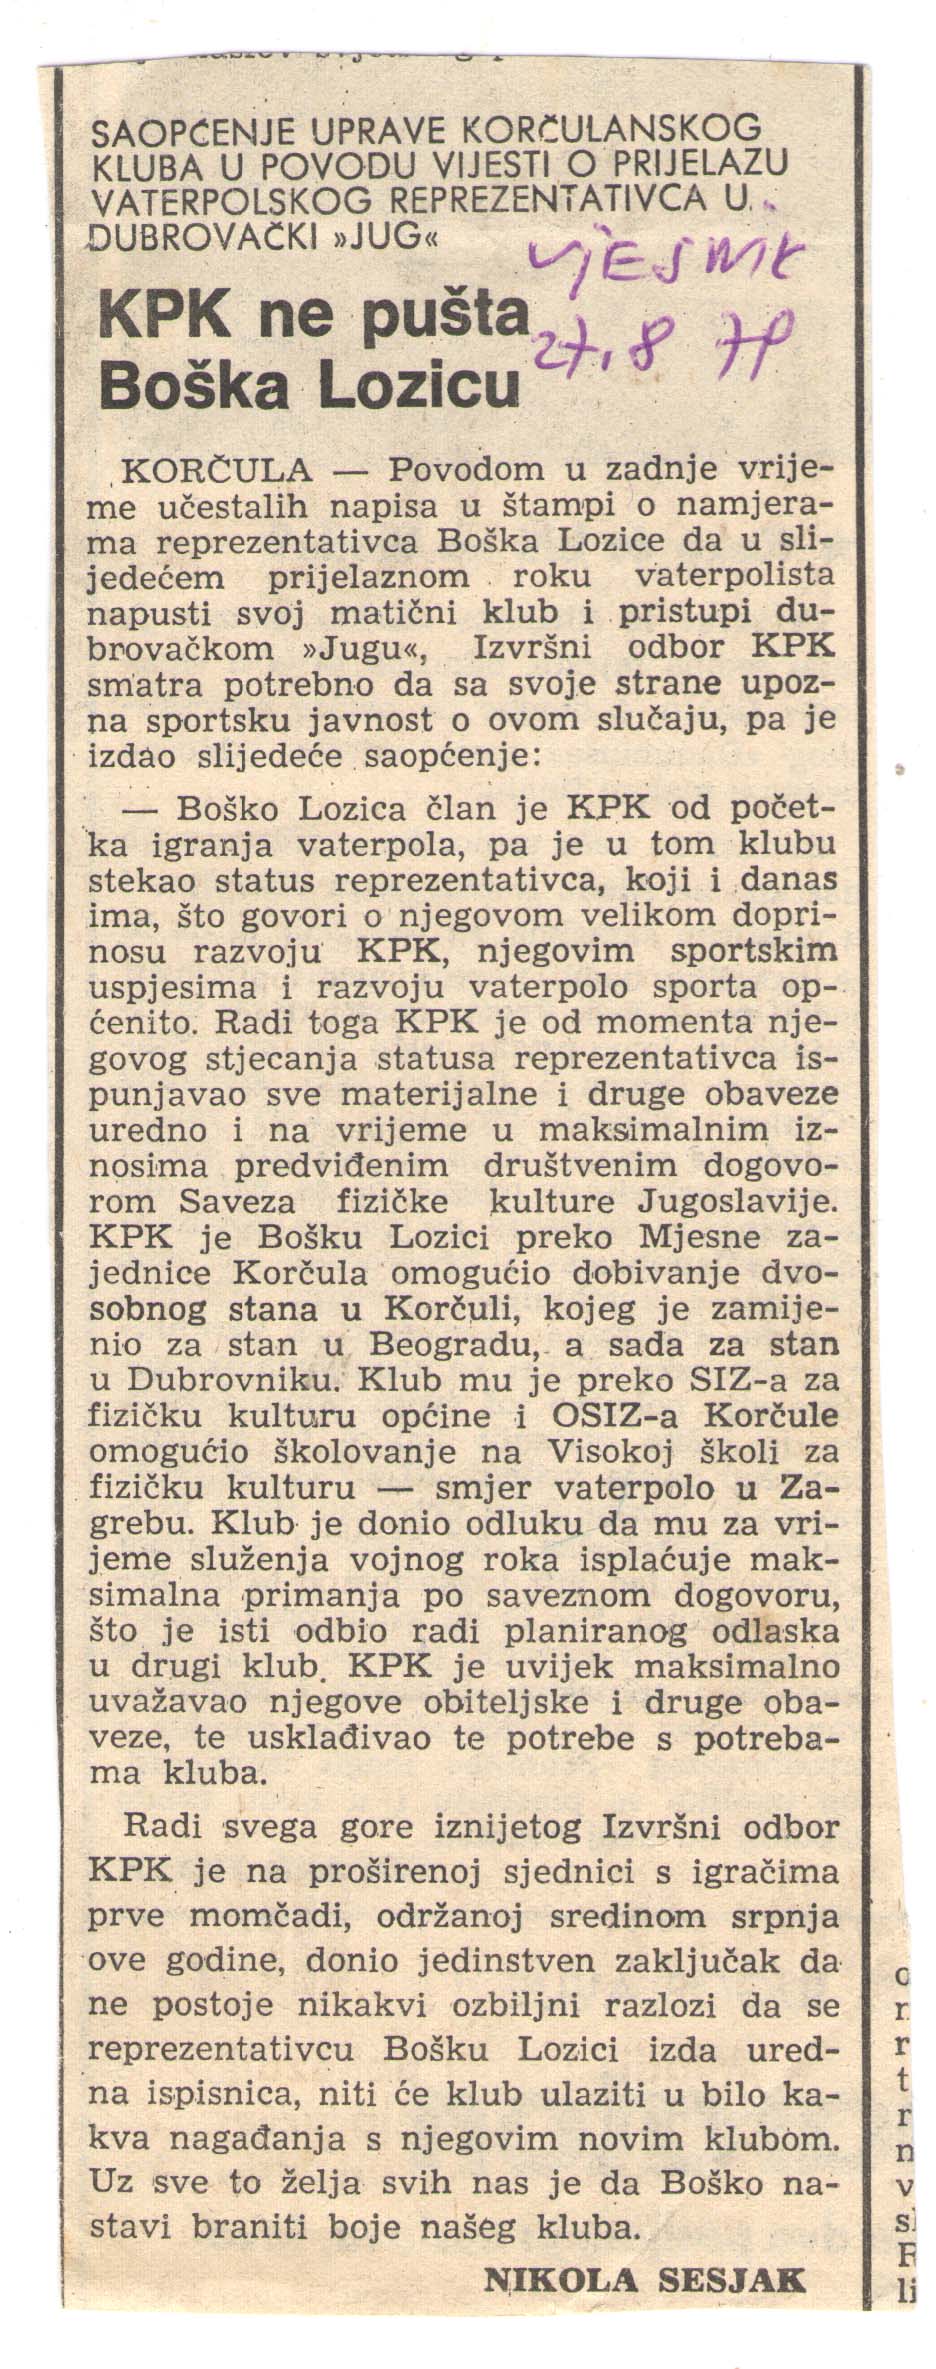 SAOPĆENJE UPRAVE KORČULANSKOG
KLUBA U POVODU VIJESTI O PRIJELAZU
VATERPOLSKOG REPREZENTATIVCA U
DUBROVAČKI »JUG«
VJESNIK
27. 8
KPK ne pušta
Boška Lozicu
KORČULA — Povodom u zadnje vrije-
me učestalih napisa u štampi o namjera-
ma reprezentativca Boška Lozice da u sli-
jedećem prijelaznom roku vaterpolista
napusti svoj matični klub i pristupi du-
brovačkom »Jugu«, Izvršni odbor KPK
smatra potrebno da sa svoje strane upoz-
na sportsku javnost o ovom slučaju, pa je
izdao slijedeće saopćenje:
— Boško Lozica član je KPK od počet-
ka igranja vaterpola, pa je u tom klubu
stekao status reprezentativca, koji i danas
ima, što govori o njegovom velikom dopri-
nosu razvoju KPK, njegovim sportskim
uspjesima i razvoju vaterpolo sporta op-
ćenito. Radi toga KPK je od momenta nje-
govog stjecanja statusa reprezentativca is-
punjavao sve materijalne i druge obaveze
uredno i na vrijeme u maksimalnim iz-
nosima predviđenim društvenim dogovo-
rom Saveza fizičke kulture Jugoslavije.
KPK je Bošku Lozici preko Mjesne za-
jednice Korčula omogućio dobivanje dvo-
sobnog stana u Korčuli, kojeg je zamije-
nio za stan u Beogradu, a sada za stan
u Dubrovniku. Klub mu je preko SIZ-a za
fizičku kulturu općine i OSIZ-a Korčule
omogućio školovanje na Visokoj školi za
fizičku kulturu — smjer vaterpolo u Za-
grebu. Klub je donio odluku da mu za vri-
jeme služenja vojnog roka isplaćuje mak-
simalna primanja po saveznom dogovoru,
što je isti odbio radi planiranog odlaska
u drugi klub. KPK je uvijek maksimalno
uvažavao njegove obiteljske i druge oba-
veze, te usklađivao te potrebe s potreba-
ma kluba.
Radi svega gore iznijetog Izvršni odbor
KPK je na proširenoj sjednici s igračima
prve momčadi, održanoj sredinom srpnja
ove godine, donio jedinstven zaključak da
ne postoje nikakvi ozbiljni razlozi da se
reprezentativcu Bošku Lozici izda ured-
na ispisnica, niti će klub ulaziti u bilo ka-
kva nagađanja s njegovim novim klubom.
Uz sve to želja svih nas je da Boško na-
stavi braniti boje našeg kluba.
NIKOLA SESJAK